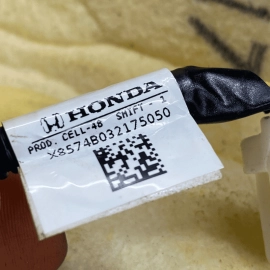 HONDA
PROD. CELL-4B SHIFT - 1
X8574B032175050